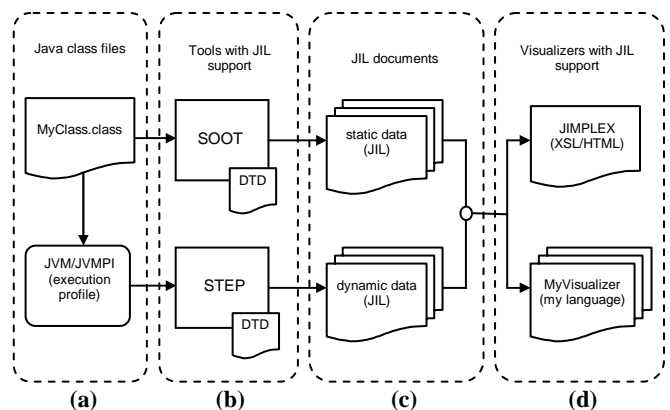 Java class files
MyClass.class
JVM/JVMPI
(execution
profile)
(a)
Tools with JIL
support
SOOT
DTD
STEP
DTD
(b)
JIL documents
static data
(JIL)
dynamic data
(JIL)
(c)
Visualizers with JIL
support
JIMPLEX
(XSL/HTML)
MyVisualizer
(my language)
(d)